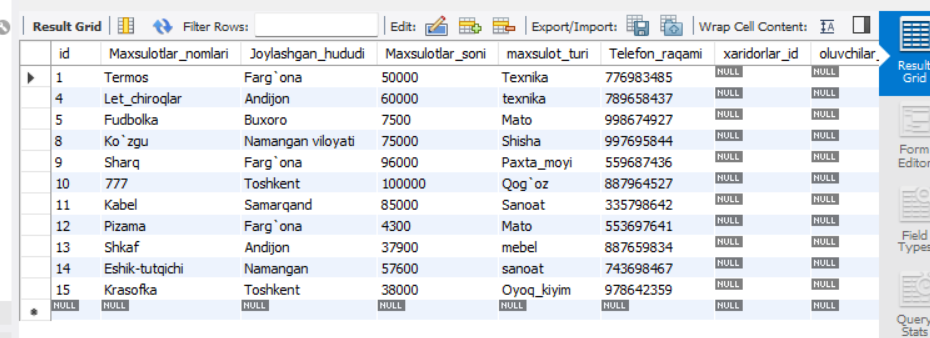 Result Grid Filter Rows: Edit: Export/Import: Wrap Cell Content:
id Maxsulotlar_nomlari Joylashgan_hududi Maxsulotlar_soni maxsulot_turi Telefon_raqami xaridorlar_id oluvchilar_
1 Termos Farg`ona 50000 Texnika 776983485 NULL NULL
4 Let_chiroqlar Andijon 60000 texnika 789658437 NULL NULL
5 Fudbolka Buxoro 7500 Mato 998674927 NULL NULL
8 Ko`zgu Namangan viloyati 75000 Shisha 997695844 NULL NULL
9 Sharq Farg`ona 96000 Paxta_moyi 559687436 NULL NULL
10 777 Toshkent 100000 Qog`oz 887964527 NULL NULL
11 Kabel Samarqand 85000 Sanoat 335798642 NULL NULL
12 Pizama Farg`ona 4300 Mato 553697641 NULL NULL
13 Shkaf Andijon 37900 mebel 887659834 NULL NULL
14 Eshik-tutqichi Namangan 57600 sanoat 743698467 NULL NULL
15 Krasofka Toshkent 38000 Oyoq_kiyim 978642359 NULL NULL
NULL NULL NULL NULL NULL NULL NULL NULL
Result
Grid
Form
Editor
Field
Types
Query
Stats